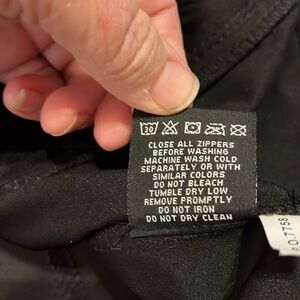 30
CLOSE ALL ZIPPERS
BEFORE WASHING
MACHINE WASH COLD
SEPARATELY OR WITH
SIMILAR COLORS
DO NOT BLEACH
TUMBLE DRY LOW
REMOVE PROMPTLY
DO NOT IRON
DO NOT DRY CLEAN